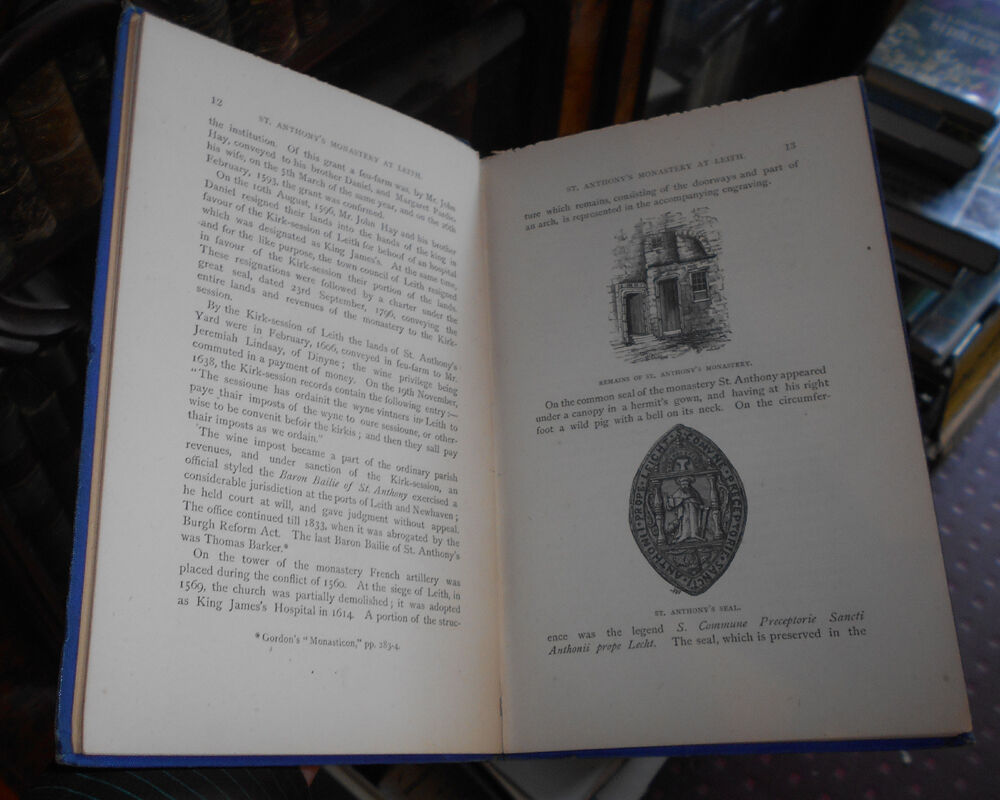 12
ST. ANTHONY'S MONASTERY AT LEITH.
the institution. Of this grant a feu-farm was, by Mr. John
Hay, conveyed to his brother Daniel, and Margaret Pardie,
his wife, on the 5th March of the same year, and on the 26th
February, 1593, the grant was confirmed.
On the 10th August, 1596, Mr. John Hay and his brother
Daniel resigned their lands into the hands of the king in
favour of the Kirk-session of Leith for behoof of an hospital
which was designated as King James's. At the same time,
and for the like purpose, the town council of Leith resigned
in favour of the Kirk-session their portion of the lands.
These resignations were followed by a charter under the
great seal, dated 23rd September, 1796, conveying the
entire lands and revenues of the monastery to the Kirk-
session.
By the Kirk-session of Leith the lands of St. Anthony's
Yard were in February, 1606, conveyed in feu-farm to Mr.
Jeremiah Lindsay, of Dinyne; the wine privilege being
commuted in a payment of money. On the 19th November,
1638, the Kirk-session records contain the following entry:—
"The sessioune has ordainit the wyne vintners in Leith to
paye thair imposts of the wyne to oure sessioune, or other-
wise to be convenit befoir the kirkis; and then they sall pay
thair imposts as we ordain."
The wine impost became a part of the ordinary parish
revenues, and under sanction of the Kirk-session, an
official styled the Baron Bailie of St. Anthony exercised a
considerable jurisdiction at the ports of Leith and Newhaven;
he held court at will, and gave judgment without appeal.
The office continued till 1833, when it was abrogated by the
Burgh Reform Act. The last Baron Bailie of St. Anthony's
was Thomas Barker.*
On the tower of the monastery French artillery was
placed during the conflict of 1560. At the siege of Leith, in
1569, the church was partially demolished; it was adopted
as King James's Hospital in 1614. A portion of the struc-
* Gordon's "Monasticon," pp. 283-4.
ST. ANTHONY'S MONASTERY AT LEITH.
13
ture which remains, consisting of the doorways and part of
an arch, is represented in the accompanying engraving.
REMAINS OF ST. ANTHONY'S MONASTERY.
On the common seal of the monastery St. Anthony appeared
under a canopy in a hermit's gown, and having at his right
foot a wild pig with a bell on its neck. On the circumfer-
S COMVNE PRECEPTORIE SANCTI ANTHONII PROPE LEICHT
ST. ANTHONY'S SEAL.
ence was the legend S. Commune Preceptorie Sancti
Anthonii prope Lecht. The seal, which is preserved in the